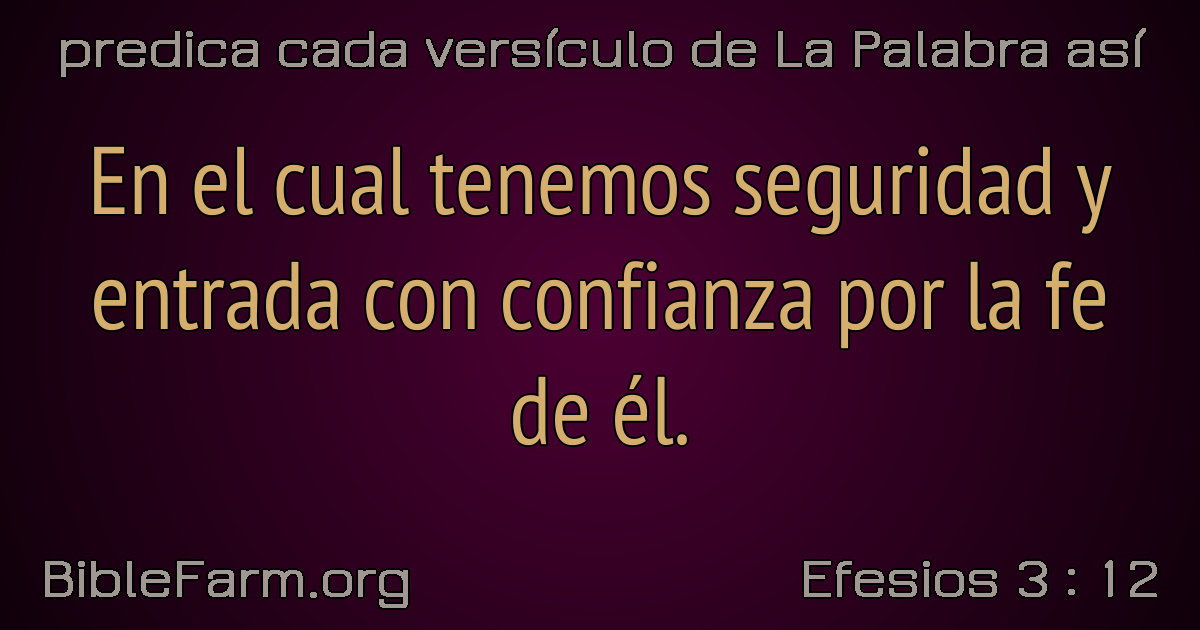 predica cada versículo de La Palabra así
En el cual tenemos seguridad y
entrada con confianza por la fe
de él.
BibleFarm.org
Efesios 3 : 12